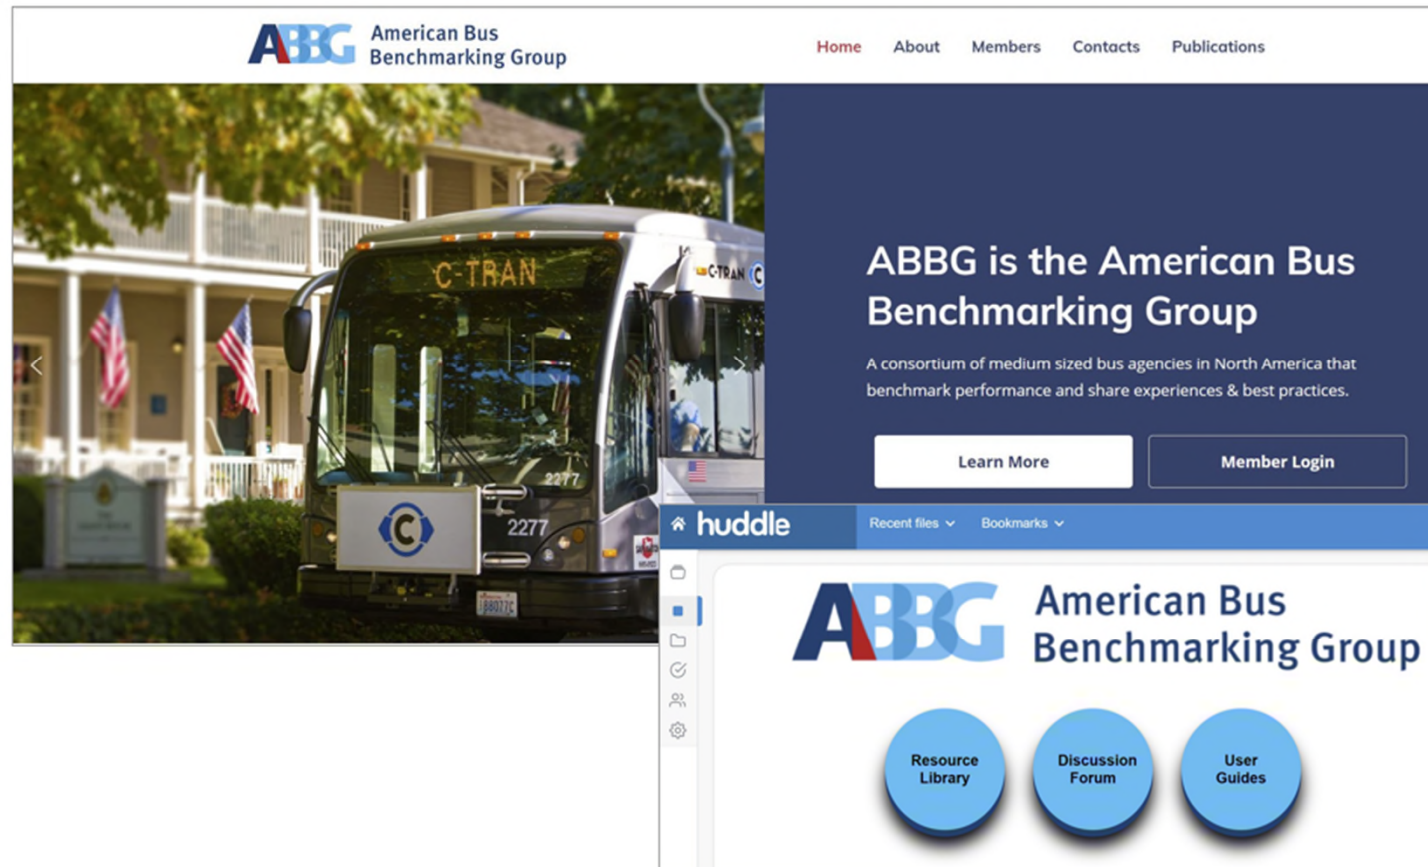 ABBG
American Bus
Benchmarking Group
Home About Members Contacts Publications
C-TRAN
C-TRAN C
2277
C
2277
ABBG is the American Bus
Benchmarking Group
A consortium of medium sized bus agencies in North America that
benchmark performance and share experiences & best practices.
Learn More Member Login
huddle Recent files Bookmarks
ABBG
American Bus
Benchmarking Group
Resource
Library
Discussion
Forum
User
Guides